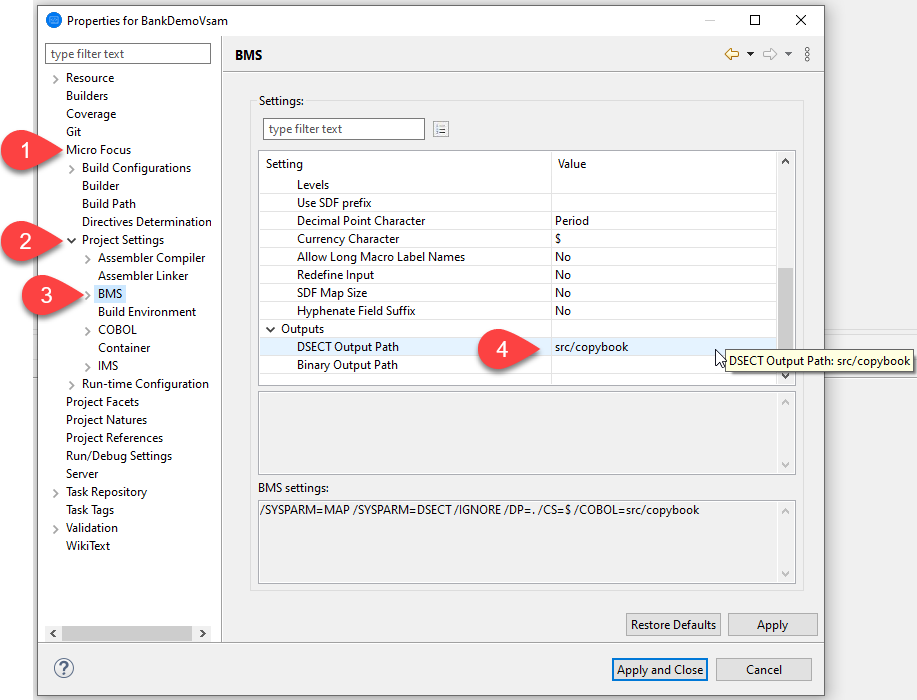 Properties for BankDemoVsam
type filter text
Resource
Builders
Coverage
Git
1
Micro Focus
Build Configurations
Builder
Build Path
Directives Determination
2
Project Settings
Assembler Compiler
Assembler Linker
3
BMS
Build Environment
COBOL
Container
IMS
Run-time Configuration
Project Facets
Project Natures
Project References
Run/Debug Settings
Server
Task Repository
Task Tags
Validation
WikiText
BMS
Settings:
type filter text
Setting Value
Levels
Use SDF prefix
Decimal Point Character Period
Currency Character $
Allow Long Macro Label Names No
Redefine Input No
SDF Map Size No
Hyphenate Field Suffix No
Outputs
DSECT Output Path 4 src/copybook
DSECT Output Path: src/copybook
Binary Output Path
BMS settings:
/SYSPARM=MAP /SYSPARM=DSECT /IGNORE /DP=. /CS=$ /COBOL=src/copybook
Restore Defaults Apply
? Apply and Close Cancel